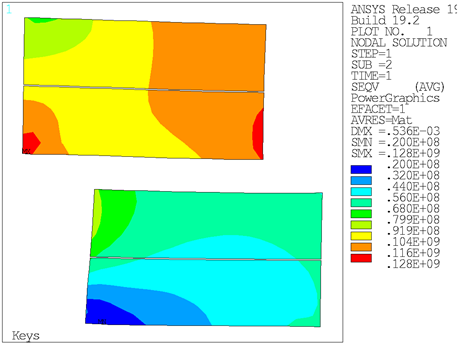 1
ANSYS Release 19
Build 19.2
PLOT NO. 1
NODAL SOLUTION
STEP=1
SUB =2
TIME=1
SEQV (AVG)
PowerGraphics
EFACET=1
AVRES=Mat
DMX =.536E-03
SMN =.200E+08
SMX =.128E+09
.200E+08
.320E+08
.440E+08
.560E+08
.680E+08
.799E+08
.919E+08
.104E+09
.116E+09
.128E+09
Keys